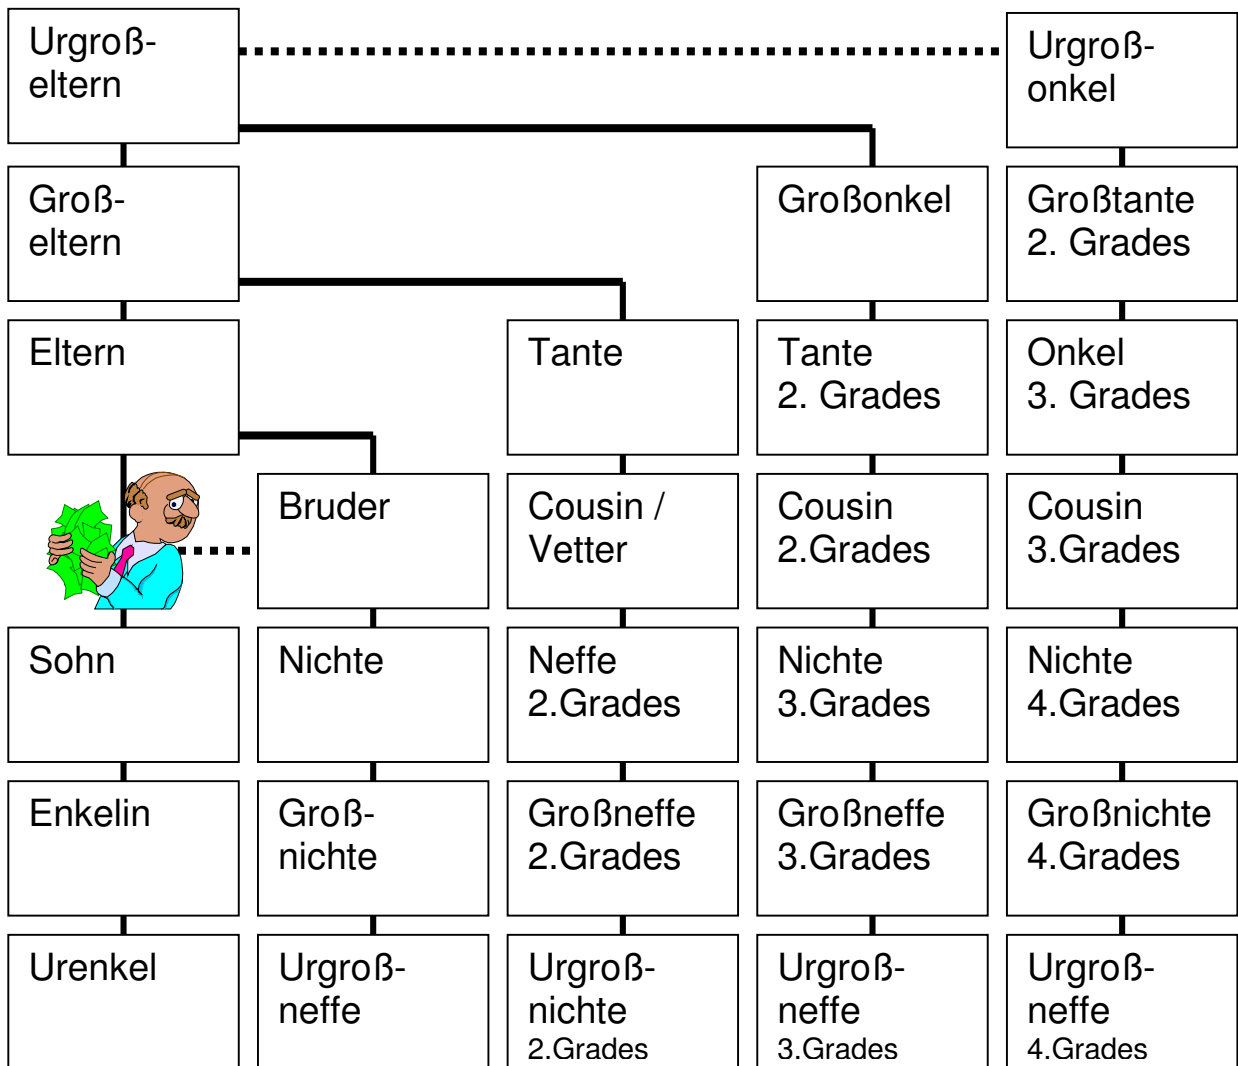 Urgroß-
eltern
Urgroß-
onkel
Groß-
eltern
Großonkel
Großtante
2. Grades
Eltern
Tante
Tante
2. Grades
Onkel
3. Grades
Bruder
Cousin /
Vetter
Cousin
2.Grades
Cousin
3.Grades
Sohn
Nichte
Neffe
2.Grades
Nichte
3.Grades
Nichte
4.Grades
Enkelin
Groß-
nichte
Großneffe
2.Grades
Großneffe
3.Grades
Großnichte
4.Grades
Urenkel
Urgroß-
neffe
Urgroß-
nichte
2.Grades
Urgroß-
neffe
3.Grades
Urgroß-
neffe
4.Grades